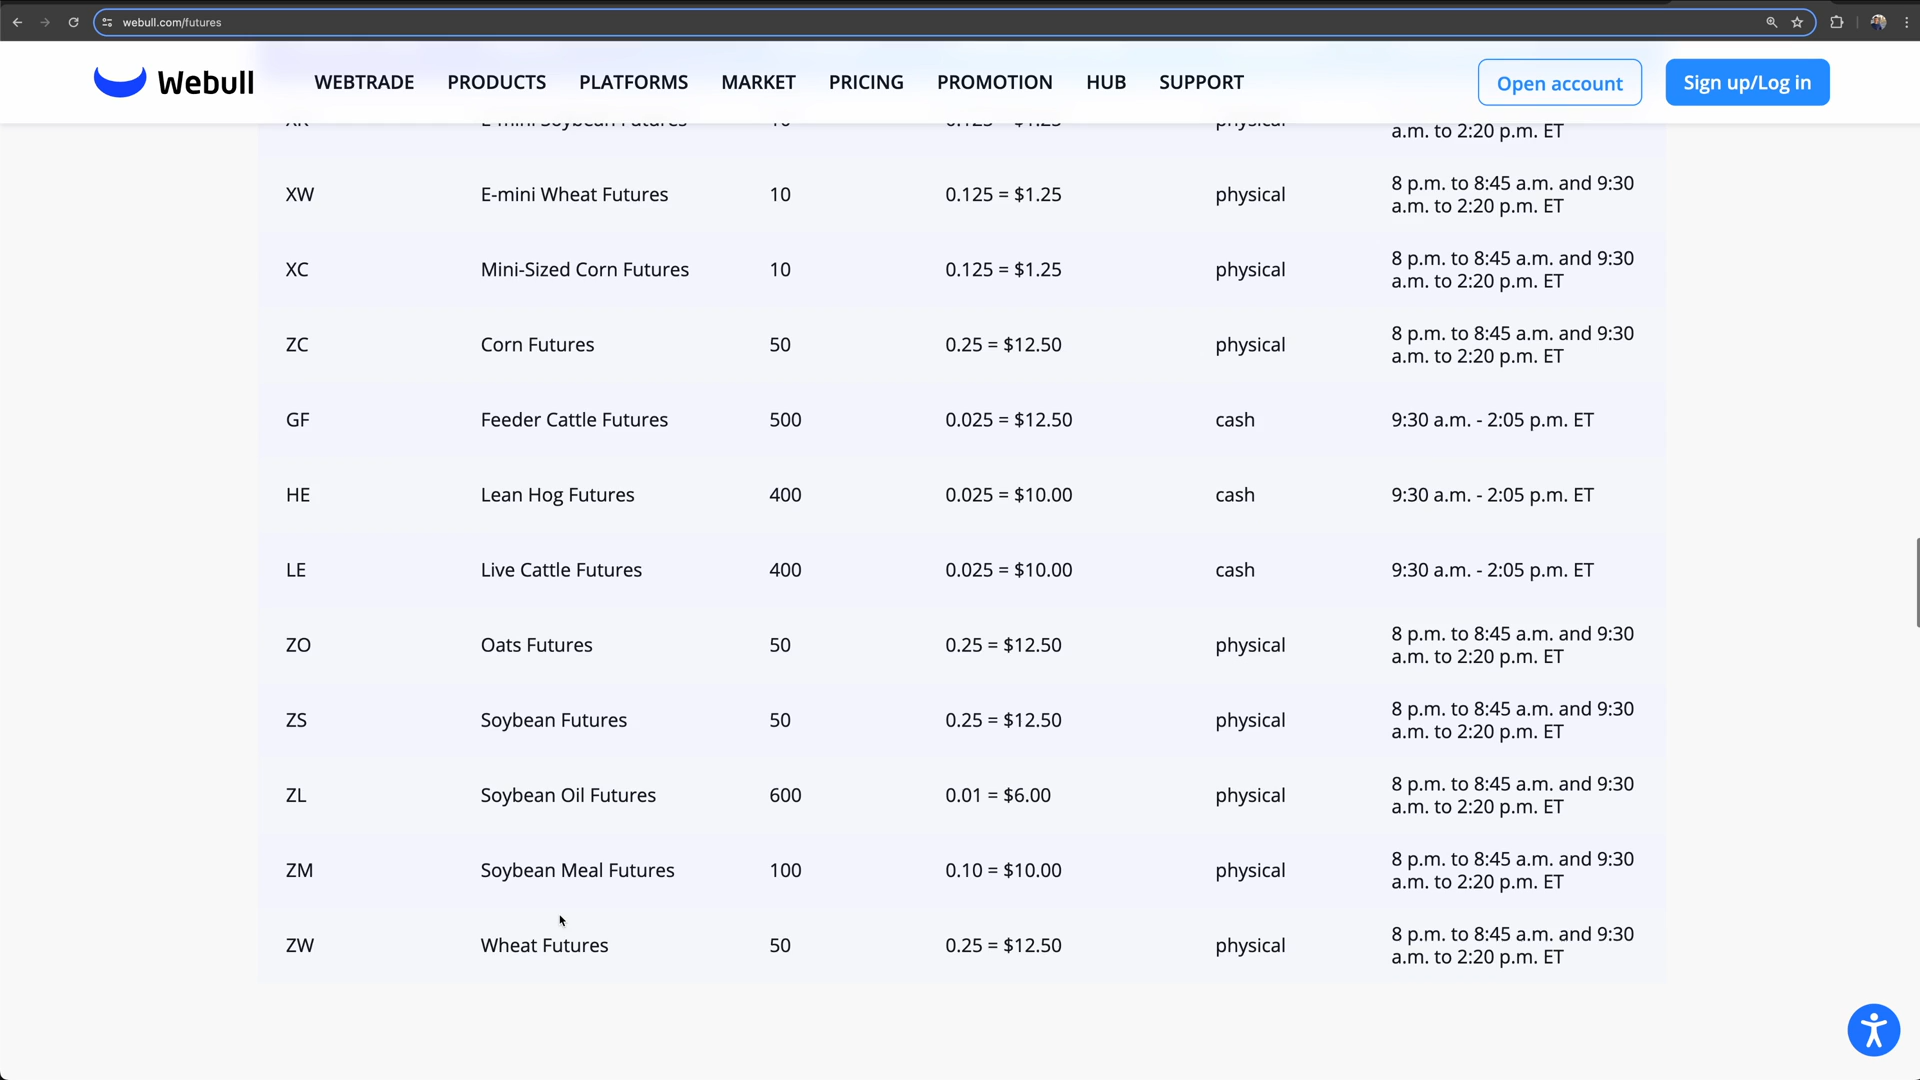 webull.com/futures
Webull
WEBTRADE PRODUCTS PLATFORMS MARKET PRICING PROMOTION HUB SUPPORT Open account Sign up/Log in
E-mini Soybean Futures 10 0.125 = $1.25 physical
a.m. to 2:20 p.m. ET
XW E-mini Wheat Futures 10 0.125 = $1.25 physical 8 p.m. to 8:45 a.m. and 9:30
a.m. to 2:20 p.m. ET
XC Mini-Sized Corn Futures 10 0.125 = $1.25 physical 8 p.m. to 8:45 a.m. and 9:30
a.m. to 2:20 p.m. ET
ZC Corn Futures 50 0.25 = $12.50 physical 8 p.m. to 8:45 a.m. and 9:30
a.m. to 2:20 p.m. ET
GF Feeder Cattle Futures 500 0.025 = $12.50 cash 9:30 a.m. - 2:05 p.m. ET
HE Lean Hog Futures 400 0.025 = $10.00 cash 9:30 a.m. - 2:05 p.m. ET
LE Live Cattle Futures 400 0.025 = $10.00 cash 9:30 a.m. - 2:05 p.m. ET
ZO Oats Futures 50 0.25 = $12.50 physical 8 p.m. to 8:45 a.m. and 9:30
a.m. to 2:20 p.m. ET
ZS Soybean Futures 50 0.25 = $12.50 physical 8 p.m. to 8:45 a.m. and 9:30
a.m. to 2:20 p.m. ET
ZL Soybean Oil Futures 600 0.01 = $6.00 physical 8 p.m. to 8:45 a.m. and 9:30
a.m. to 2:20 p.m. ET
ZM Soybean Meal Futures 100 0.10 = $10.00 physical 8 p.m. to 8:45 a.m. and 9:30
a.m. to 2:20 p.m. ET
ZW Wheat Futures 50 0.25 = $12.50 physical 8 p.m. to 8:45 a.m. and 9:30
a.m. to 2:20 p.m. ET